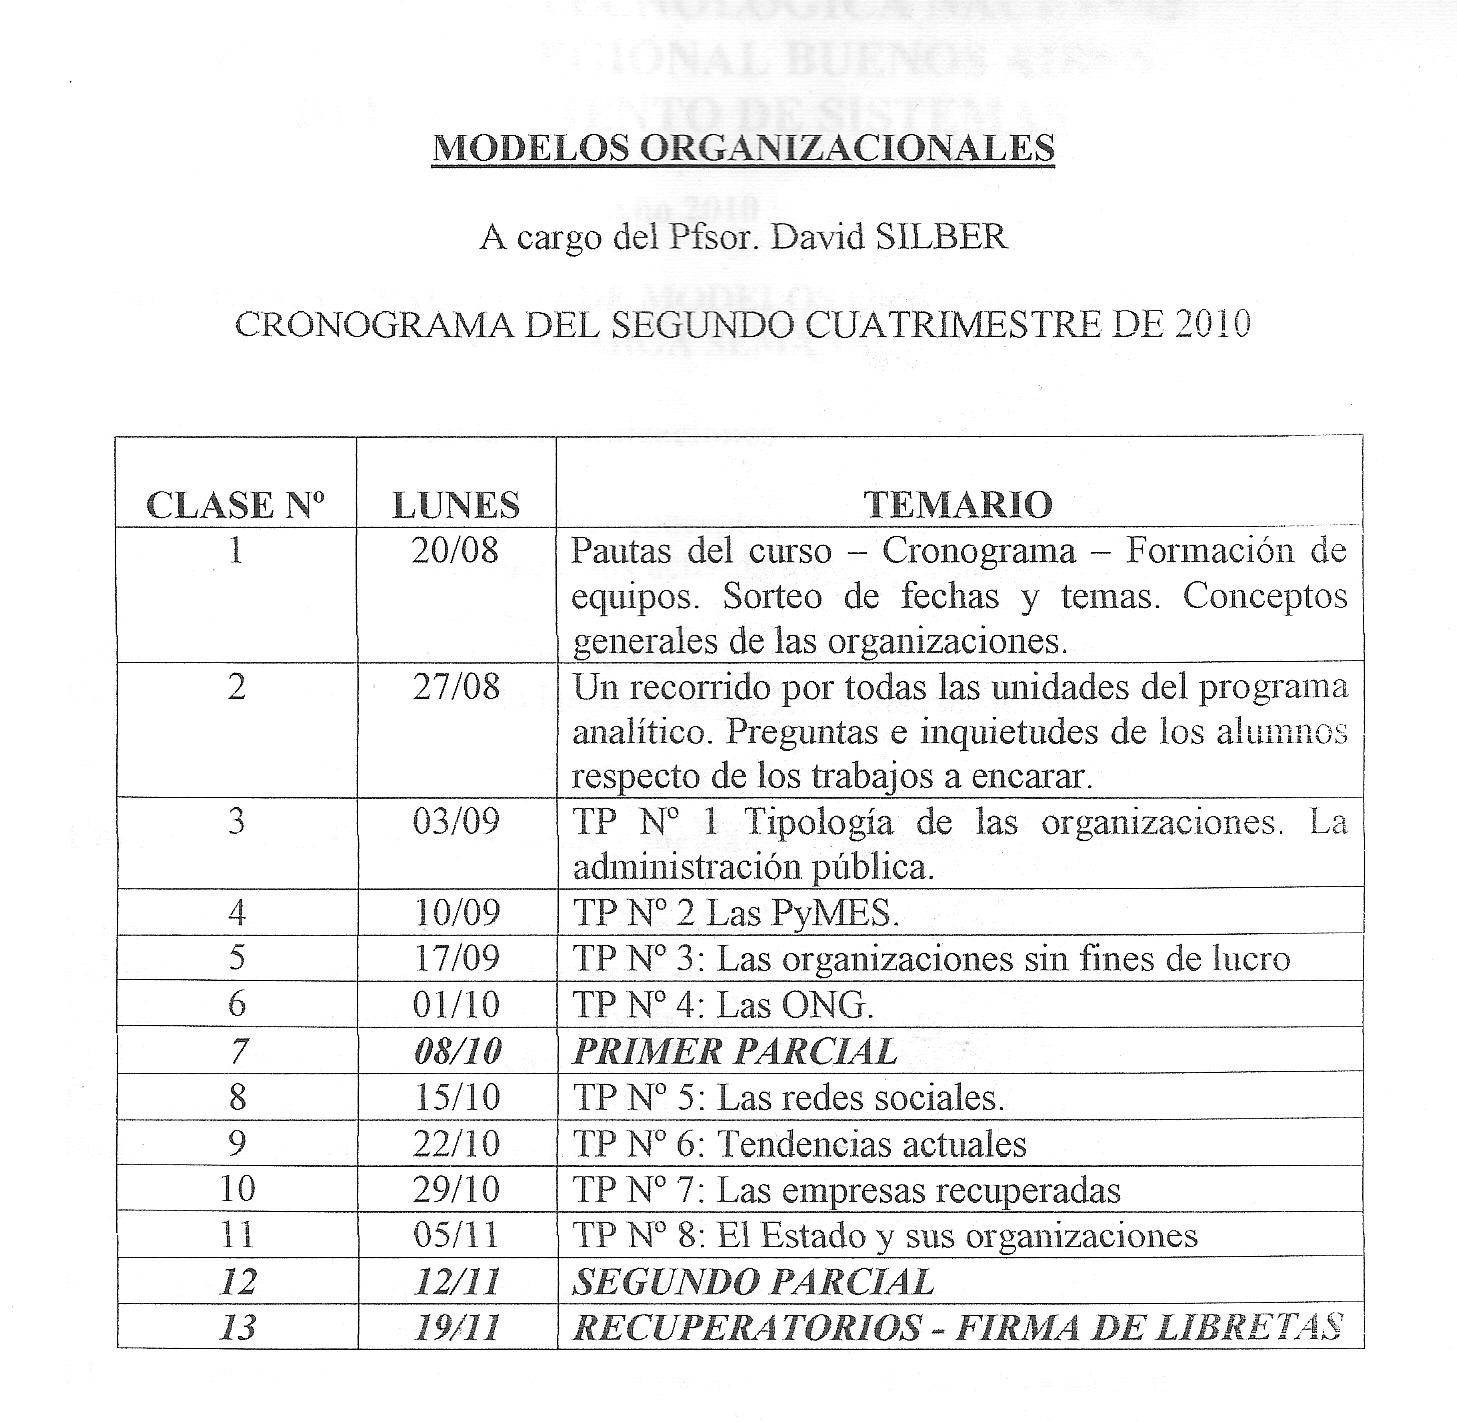 MODELOS ORGANIZACIONALES
A cargo del Pfsor. David SILBER
CRONOGRAMA DEL SEGUNDO CUATRIMESTRE DE 2010
CLASE Nº LUNES TEMARIO
1 20/08 Pautas del curso – Cronograma – Formación de
equipos. Sorteo de fechas y temas. Conceptos
generales de las organizaciones.
2 27/08 Un recorrido por todas las unidades del programa
analítico. Preguntas e inquietudes de los alumnos
respecto de los trabajos a encarar.
3 03/09 TP Nº 1 Tipología de las organizaciones. La
administración pública.
4 10/09 TP Nº 2 Las PyMES.
5 17/09 TP Nº 3: Las organizaciones sin fines de lucro
6 01/10 TP Nº 4: Las ONG.
7 08/10 PRIMER PARCIAL
8 15/10 TP Nº 5: Las redes sociales.
9 22/10 TP Nº 6: Tendencias actuales
10 29/10 TP Nº 7: Las empresas recuperadas
11 05/11 TP Nº 8: El Estado y sus organizaciones
12 12/11 SEGUNDO PARCIAL
13 19/11 RECUPERATORIOS - FIRMA DE LIBRETAS